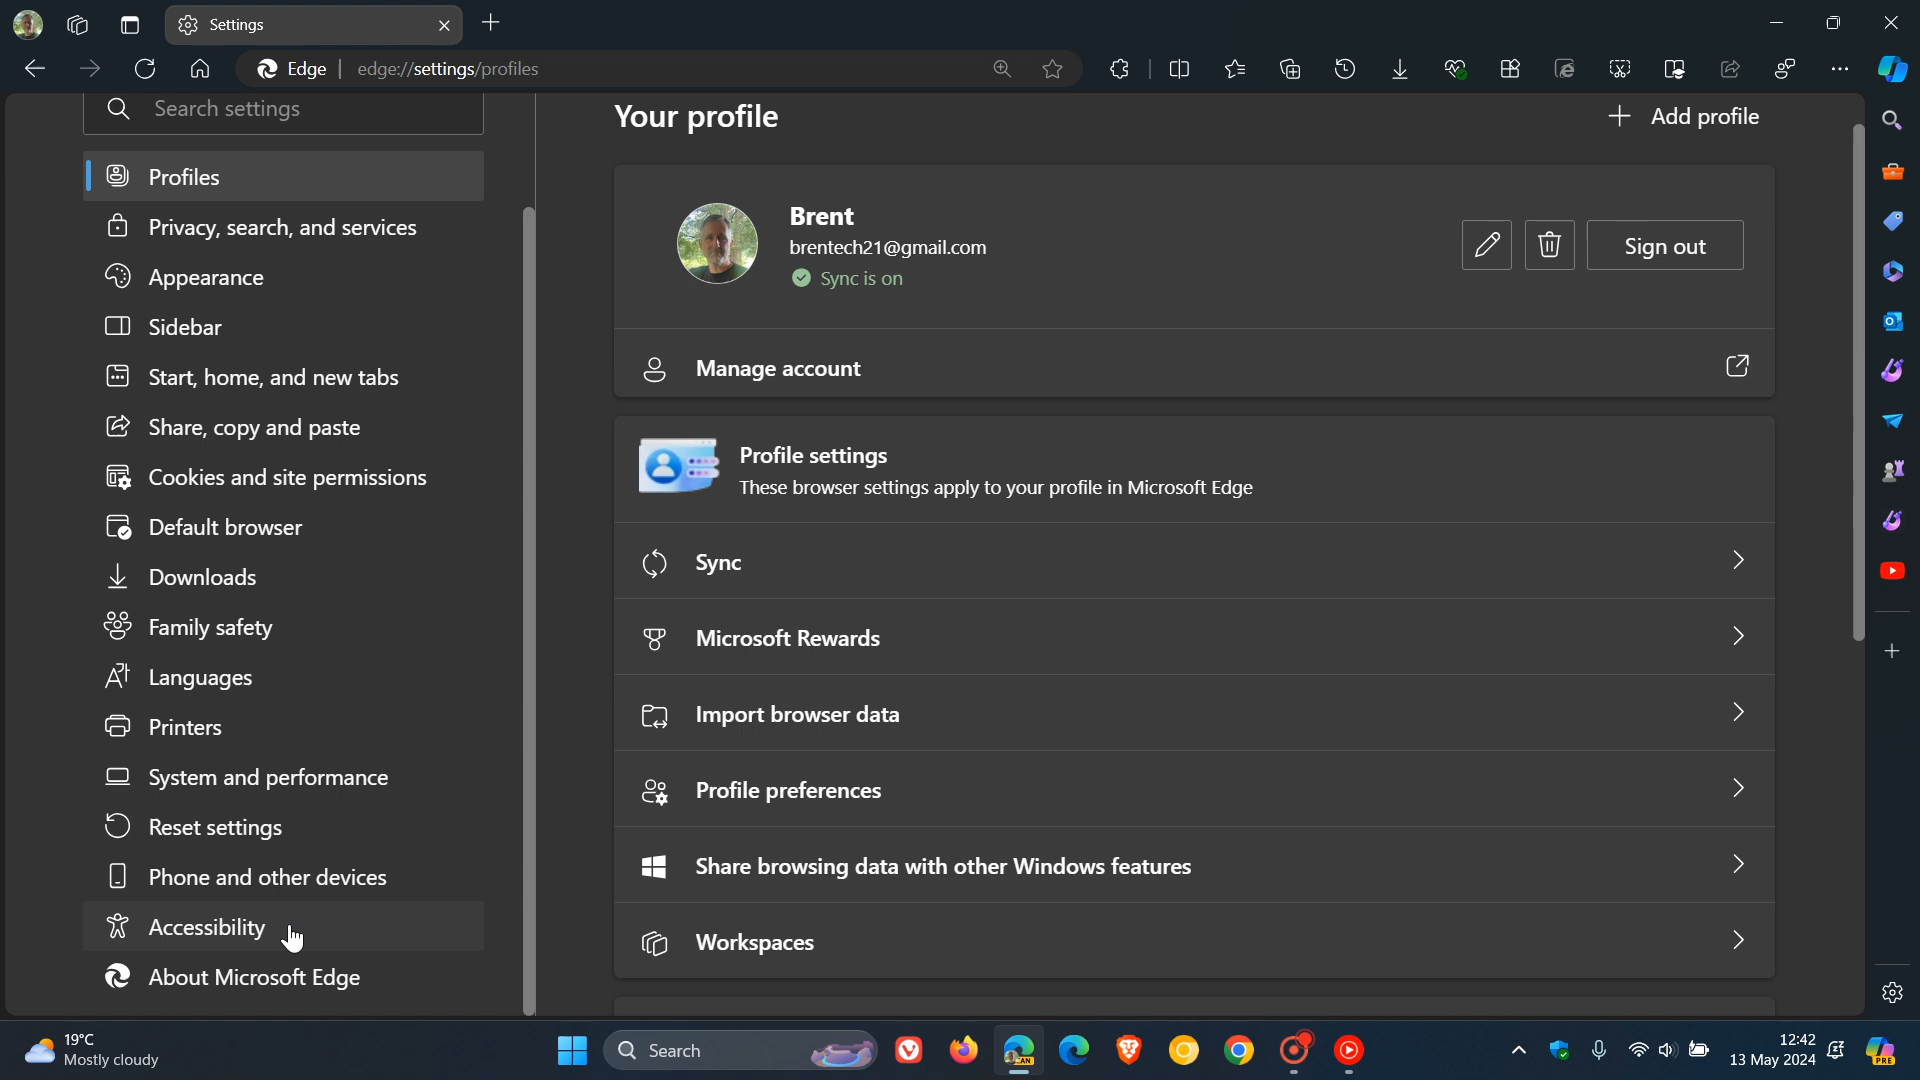 Settings
Edge
edge://settings/profiles
Search settings
Profiles
Privacy, search, and services
Appearance
Sidebar
Start, home, and new tabs
Share, copy and paste
Cookies and site permissions
Default browser
Downloads
Family safety
Languages
Printers
System and performance
Reset settings
Phone and other devices
Accessibility
About Microsoft Edge
Your profile
Add profile
Brent
brentech21@gmail.com
Sync is on
Sign out
Manage account
Profile settings
These browser settings apply to your profile in Microsoft Edge
Sync
Microsoft Rewards
Import browser data
Profile preferences
Share browsing data with other Windows features
Workspaces
19°C
Mostly cloudy
Search
CAN
12:42
13 May 2024
PRE